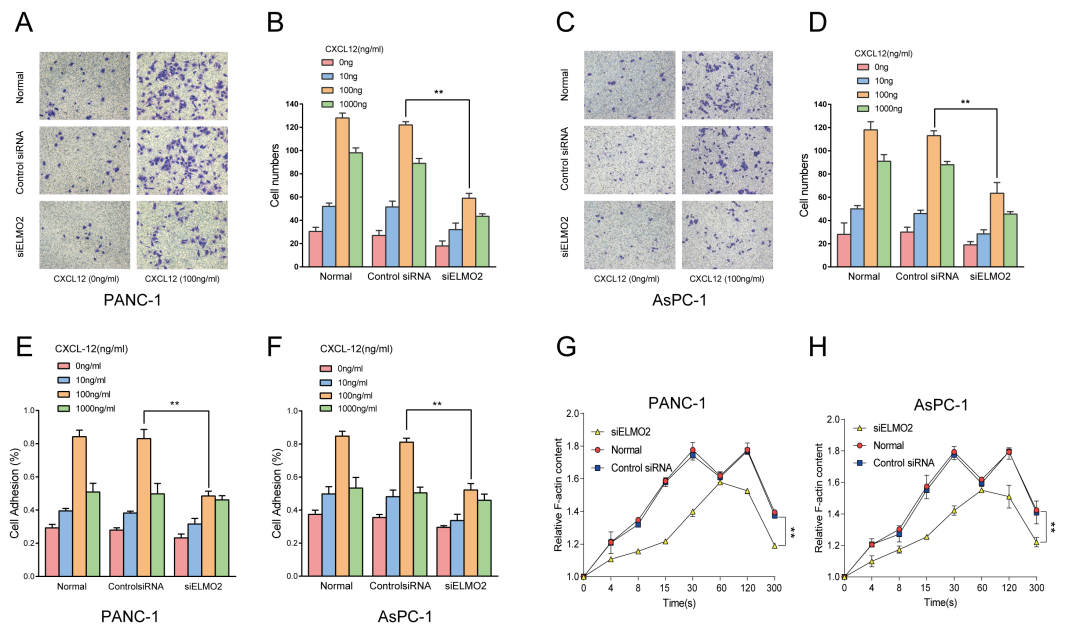 A
Normal
Control siRNA
siELMO2
CXCL12 (0ng/ml)
CXCL12 (100ng/ml)
PANC-1
B
CXCL12(ng/ml)
0ng
10ng
100ng
1000ng
**
140
120
100
80
60
40
20
0
Cell numbers
Normal
Control siRNA
siELMO2
C
Normal
Control siRNA
siELMO2
CXCL12 (0ng/ml)
CXCL12 (100ng/ml)
AsPC-1
D
CXCL12(ng/ml)
0ng
10ng
100ng
1000ng
**
140
120
100
80
60
40
20
Cell numbers
Normal
Control siRNA
siELMO2
E
CXCL-12(ng/ml)
0ng/ml
10ng/ml
100ng/ml
1000ng/ml
**
1.0
0.8
0.6
0.4
0.2
0.0
Cell Adhesion (%)
Normal
ControlsiRNA
siELMO2
PANC-1
F
CXCL-12(ng/ml)
0ng/ml
10ng/ml
100ng/ml
1000ng/ml
**
1.0
0.8
0.6
0.4
0.2
0.0
Cell Adhesion (%)
Normal
ControlsiRNA
siELMO2
AsPC-1
G
PANC-1
siELMO2
Normal
Control siRNA
2.0
1.8
1.6
1.4
1.2
1.0
Relative F-actin content
**
0 4 8 15 30 60 120 300
Time(s)
H
AsPC-1
siELMO2
Normal
Control siRNA
2.0
1.8
1.6
1.4
1.2
1.0
Relative F-actin content
**
0 4 8 15 30 60 120 300
Time(s)